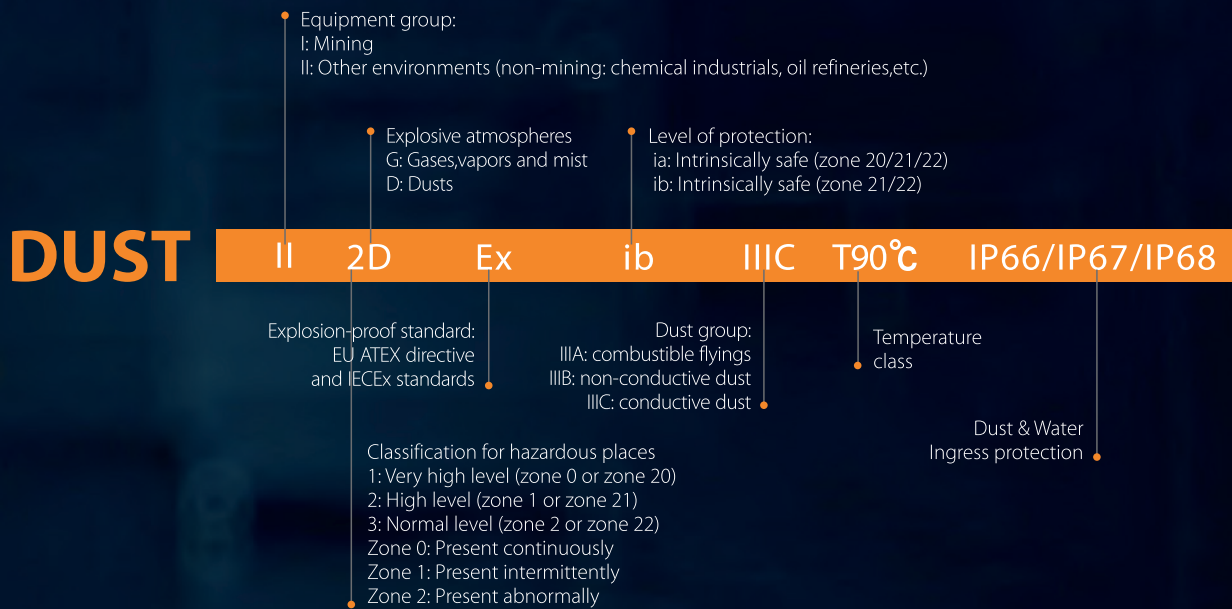 Equipment group:
I: Mining
II: Other environments (non-mining: chemical industrials, oil refineries,etc.)
Explosive atmospheres
G: Gases,vapors and mist
D: Dusts
Level of protection:
ia: Intrinsically safe (zone 20/21/22)
ib: Intrinsically safe (zone 21/22)
DUST II 2D Ex ib IIIC T90℃ IP66/IP67/IP68
Explosion-proof standard:
EU ATEX directive
and IECEx standards
Dust group:
IIIA: combustible flyings
IIIB: non-conductive dust
IIIC: conductive dust
Temperature
class
Dust & Water
Ingress protection
Classification for hazardous places
1: Very high level (zone 0 or zone 20)
2: High level (zone 1 or zone 21)
3: Normal level (zone 2 or zone 22)
Zone 0: Present continuously
Zone 1: Present intermittently
Zone 2: Present abnormally